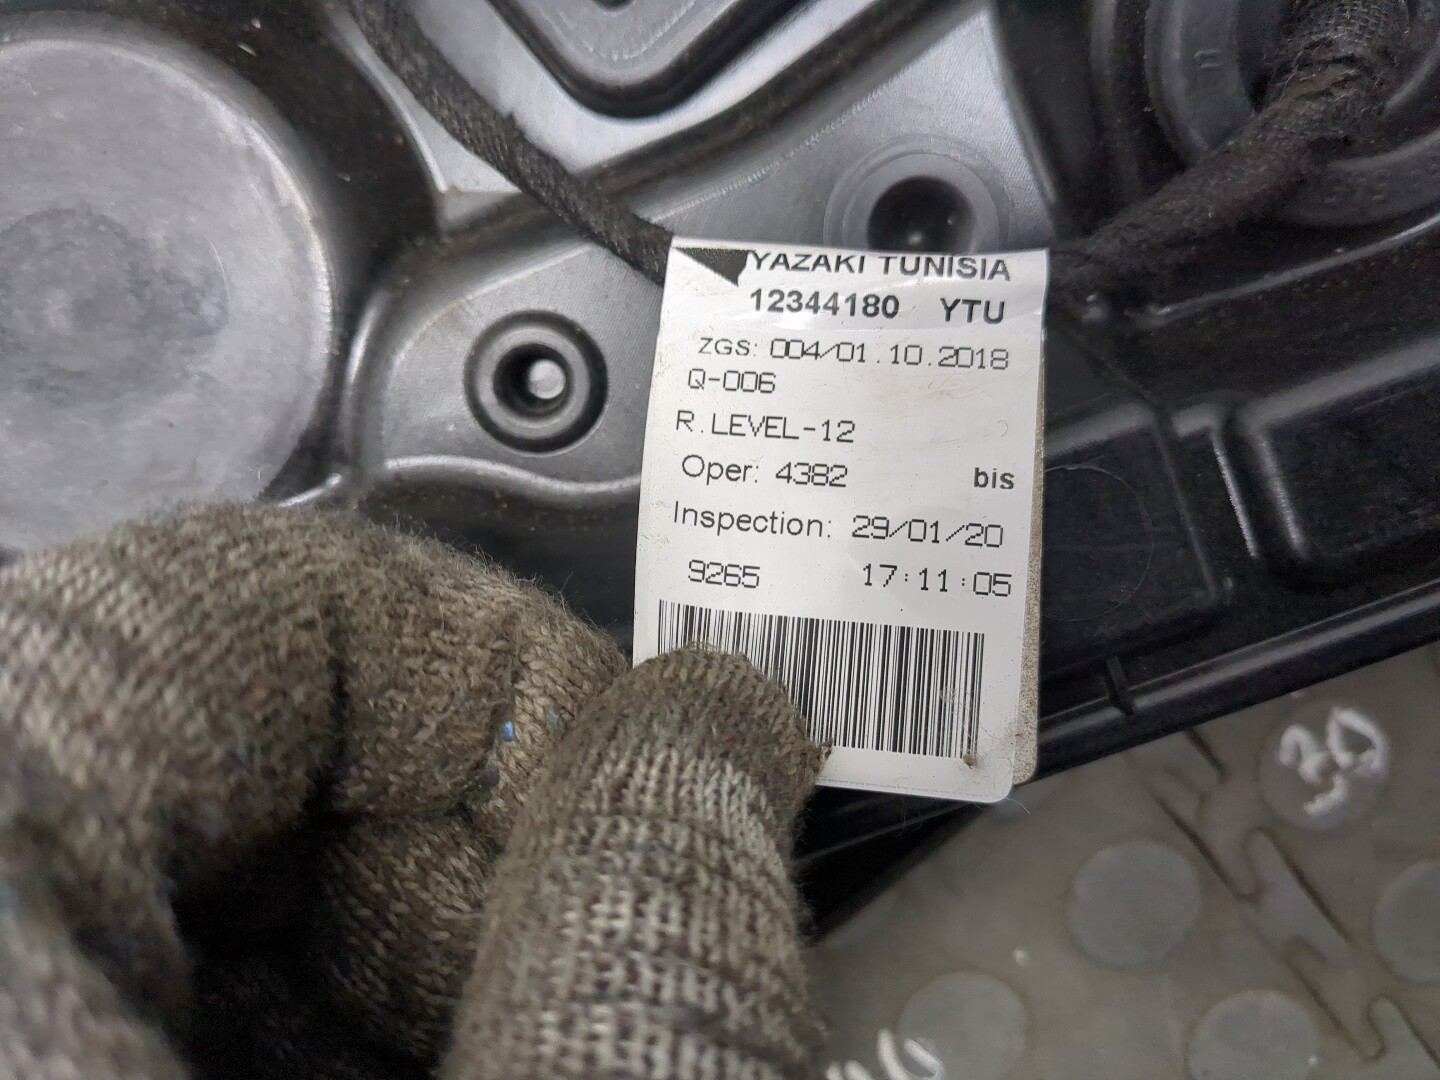 YAZAKI TUNISIA
12344180 YTU
ZGS: 004/01.10.2018
Q-006
R.LEVEL-12
Oper: 4382 bis
Inspection: 29/01/20
9265 17:11:05